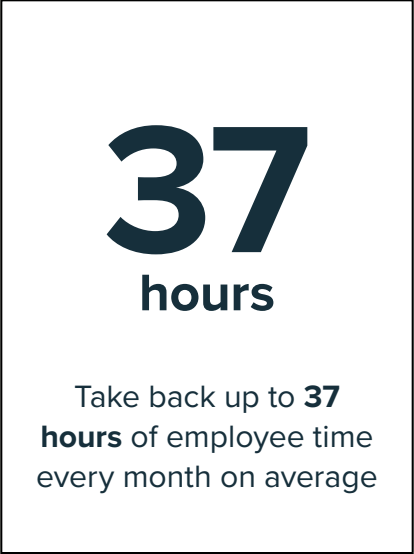 37
hours
Take back up to 37
hours of employee time
every month on average